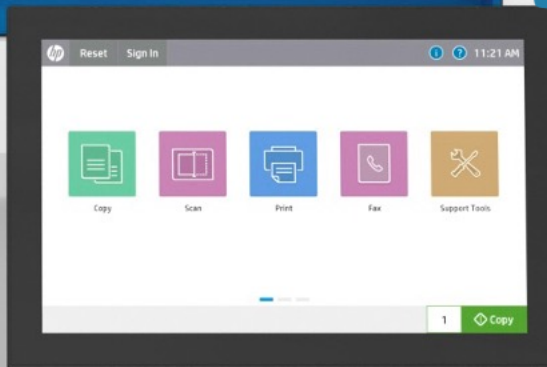 hp Reset Sign In i ? 11:21 AM
Copy Scan Print Fax Support Tools
1 Copy